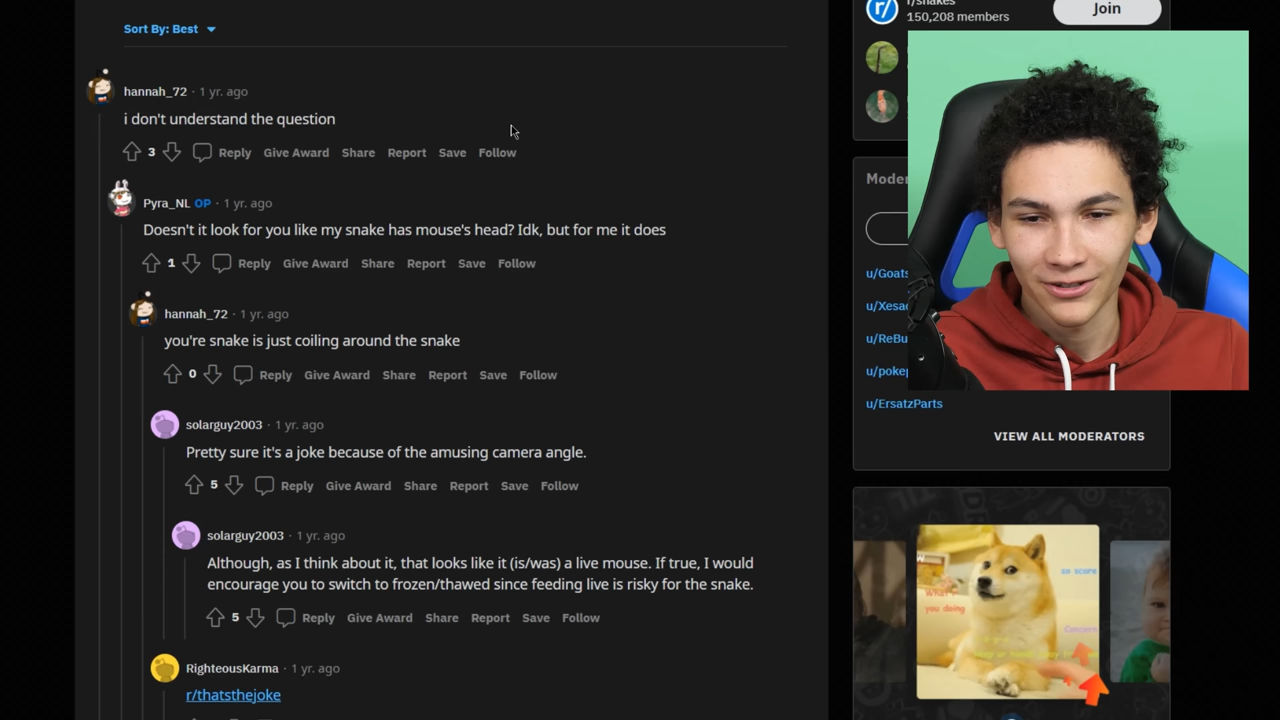 Sort By: Best
r/snakes
150,208 members
Join
hannah_72 · 1 yr. ago
i don't understand the question
3 Reply Give Award Share Report Save Follow
Pyra_NL OP · 1 yr. ago
Doesn't it look for you like my snake has mouse's head? Idk, but for me it does
1 Reply Give Award Share Report Save Follow
hannah_72 · 1 yr. ago
you're snake is just coiling around the snake
0 Reply Give Award Share Report Save Follow
solarguy2003 · 1 yr. ago
Pretty sure it's a joke because of the amusing camera angle.
5 Reply Give Award Share Report Save Follow
solarguy2003 · 1 yr. ago
Although, as I think about it, that looks like it (is/was) a live mouse. If true, I would
encourage you to switch to frozen/thawed since feeding live is risky for the snake.
5 Reply Give Award Share Report Save Follow
RighteousKarma · 1 yr. ago
r/thatsthejoke
r/
Moder
u/Goats
u/Xesa
u/ReBu
u/pokep
u/ErsatzParts
VIEW ALL MODERATORS
you doing